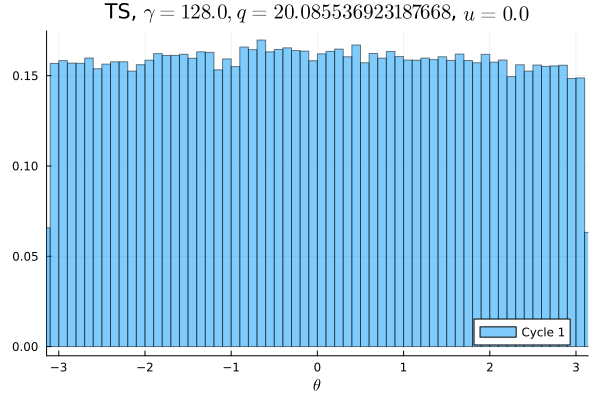 TS, γ = 128.0, q = 20.085536923187668, u = 0.0
0.15
0.10
0.05
0.00
Cycle 1
−3 −2 −1 0 1 2 3
θ